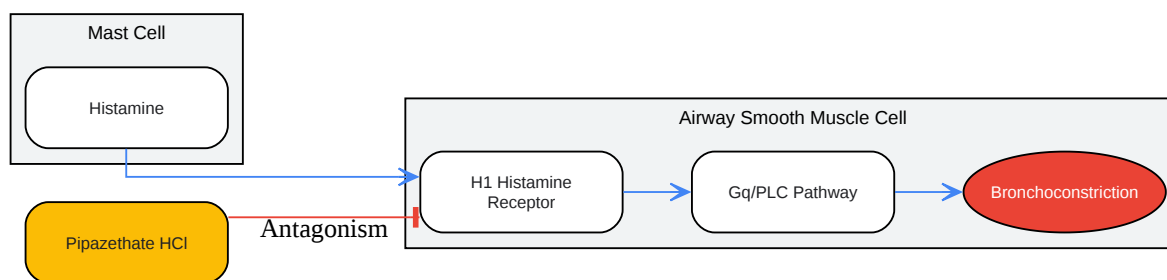 Mast Cell
Histamine
Airway Smooth Muscle Cell
H1 Histamine
Receptor
Gq/PLC Pathway
Bronchoconstriction
Pipazethate HCl
Antagonism